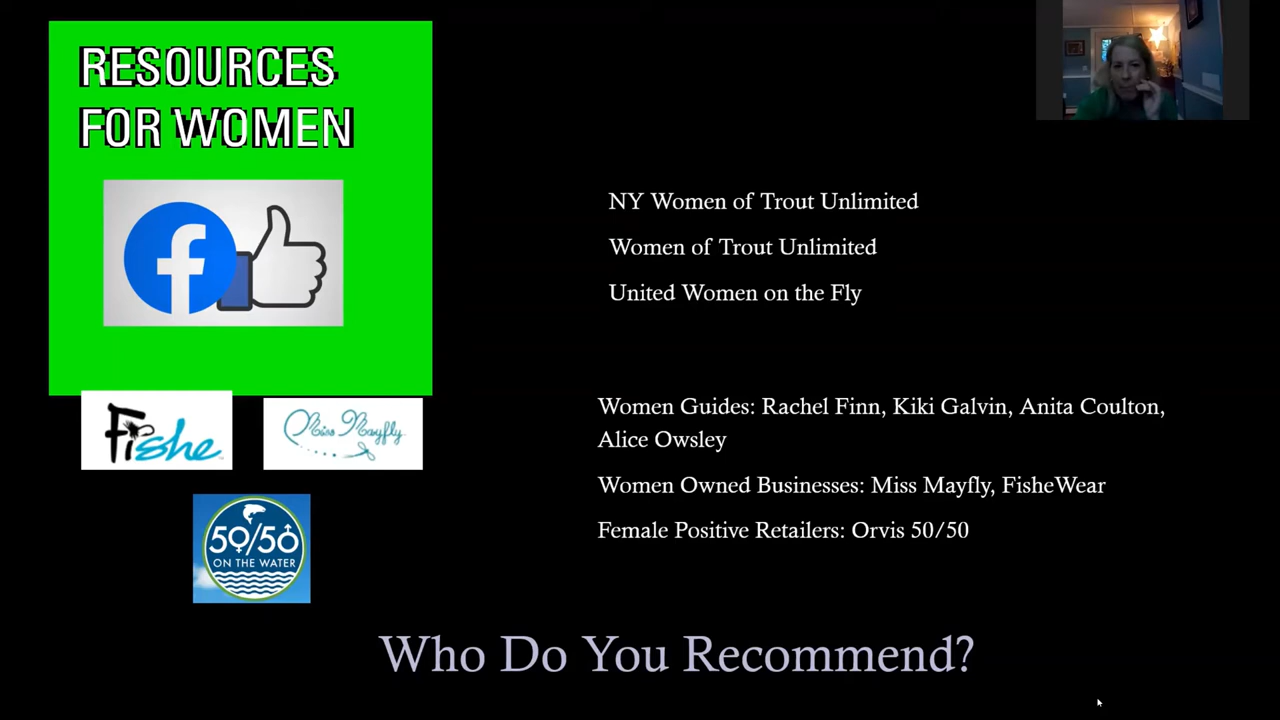 RESOURCES
FOR WOMEN
f
NY Women of Trout Unlimited
Women of Trout Unlimited
United Women on the Fly
Fishe
Miss Mayfly
50/50
ON THE WATER
Women Guides: Rachel Finn, Kiki Galvin, Anita Coulton,
Alice Owsley
Women Owned Businesses: Miss Mayfly, FisheWear
Female Positive Retailers: Orvis 50/50
Who Do You Recommend?